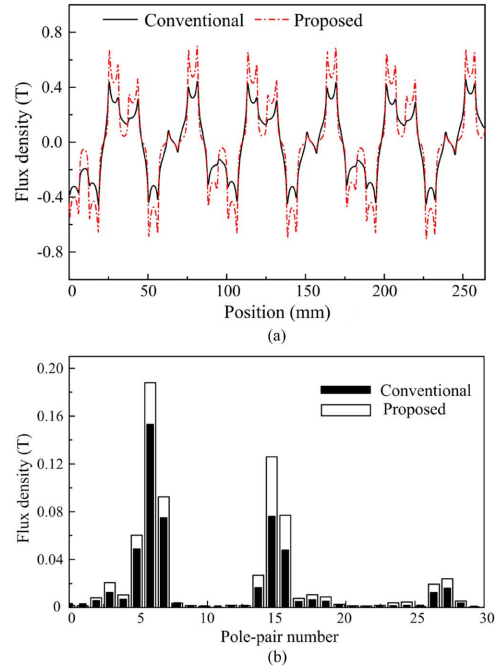 (a)
Conventional Proposed
Flux density (T)
0.8
0.4
0.0
-0.4
-0.8
0 50 100 150 200 250
Position (mm)
(a)
Flux density (T)
0.20
0.16
0.12
0.08
0.04
0
Conventional
Proposed
0 5 10 15 20 25 30
Pole-pair number
(b)